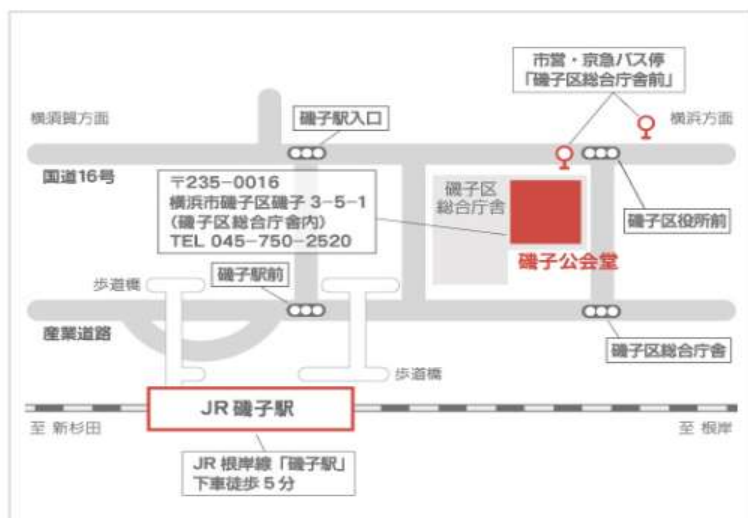 市営・京急バス停
「磯子区総合庁舎前」
横須賀方面
磯子駅入口
横浜方面
国道16号
〒235-0016
横浜市磯子区磯子 3-5-1
(磯子区総合庁舎内)
TEL 045-750-2520
磯子区
総合庁舎
磯子区役所前
磯子公会堂
歩道橋
磯子駅前
産業道路
磯子区総合庁舎
歩道橋
JR 磯子駅
至 新杉田
至 根岸
JR 根岸線「磯子駅」
下車徒歩 5 分